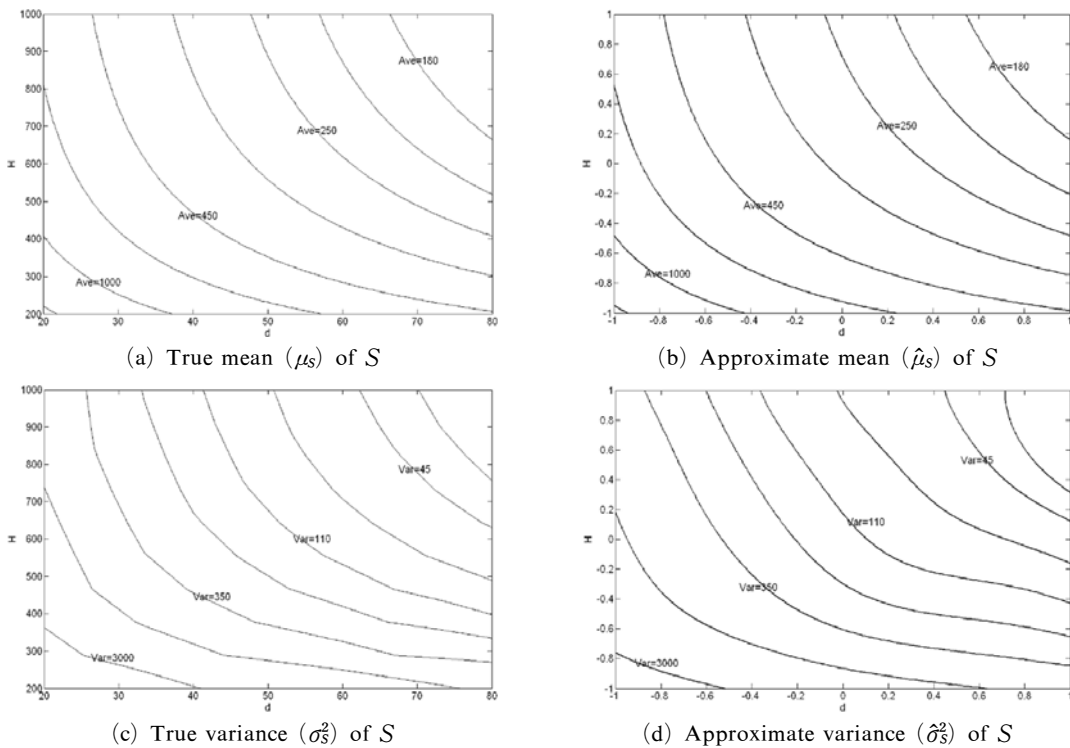 1000
900
800
700
600
500
400
300
200
H
20
30
40
50
60
70
80
d
Ave=180
Ave=250
Ave=450
Ave=1000
(a) True mean (μs) of S
1
0.8
0.6
0.4
0.2
0
-0.2
-0.4
-0.6
-0.8
-1
H
-1
-0.8
-0.6
-0.4
-0.2
0
0.2
0.4
0.6
0.8
1
d
Ave=180
Ave=250
Ave=450
Ave=1000
(b) Approximate mean (μ̂s) of S
1000
900
800
700
600
500
400
300
200
H
20
30
40
50
60
70
80
d
Var=45
Var=110
Var=350
Var=3000
(c) True variance (σ²s) of S
1
0.8
0.6
0.4
0.2
0
-0.2
-0.4
-0.6
-0.8
-1
H
-1
-0.8
-0.6
-0.4
-0.2
0
0.2
0.4
0.6
0.8
1
d
Var=45
Var=110
Var=350
Var=3000
(d) Approximate variance (σ̂²s) of S